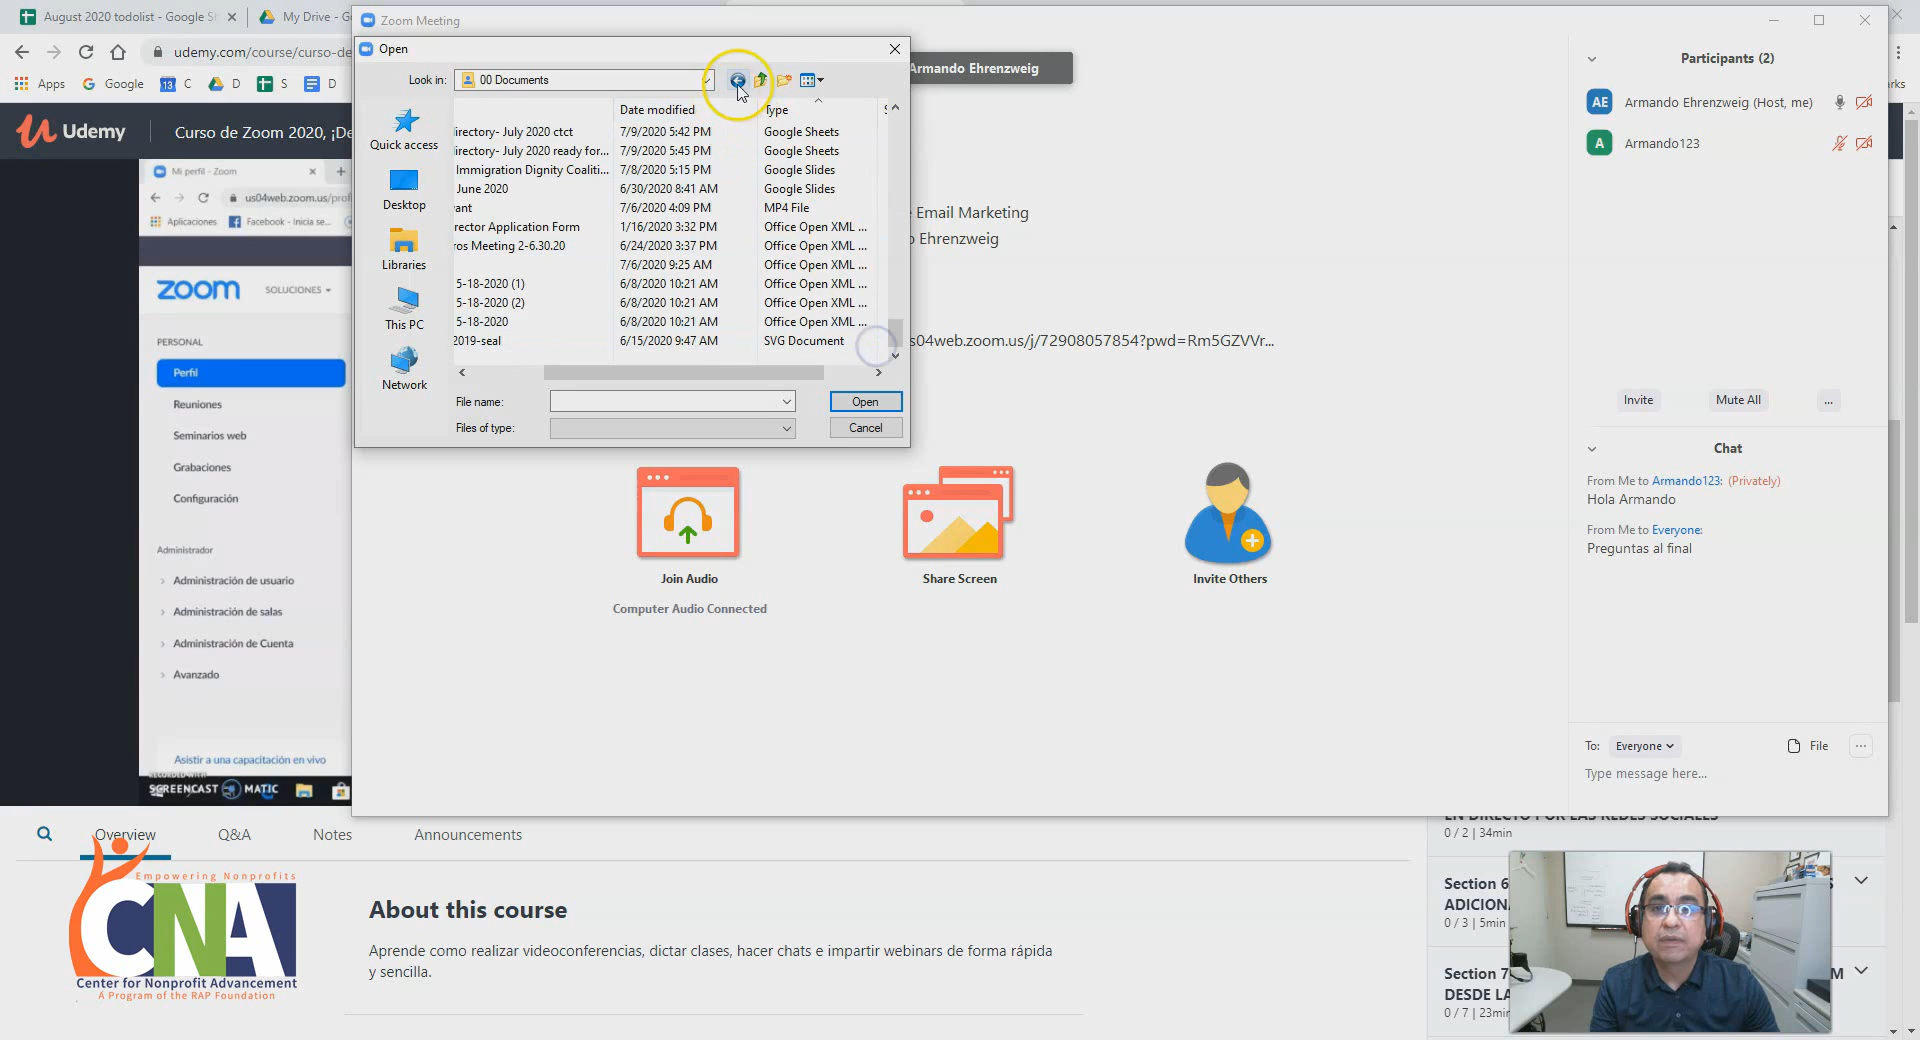 August 2020 todolist - Google S
My Drive - G
udemy.com/course/curso-de
Apps
Google
C
D
S
D
Udemy
Curso de Zoom 2020, ¡De
Mi perfil - Zoom
us04web.zoom.us/prof
Aplicaciones
Facebook - Inicia se...
zoom
SOLUCIONES
PERSONAL
Perfil
Reuniones
Seminarios web
Grabaciones
Configuración
Administrador
Administración de usuario
Administración de salas
Administración de Cuenta
Avanzado
Asistir a una capacitación en vivo
RECORDED WITH
SCREENCAST MATIC
Zoom Meeting
Open
Look in:
00 Documents
Quick access
Desktop
Libraries
This PC
Network
Date modified
Type
irectory- July 2020 ctct 7/9/2020 5:42 PM Google Sheets
irectory- July 2020 ready for... 7/9/2020 5:45 PM Google Sheets
Immigration Dignity Coaliti... 7/8/2020 5:15 PM Google Slides
June 2020 6/30/2020 8:41 AM Google Slides
ant 7/6/2020 4:09 PM MP4 File
rector Application Form 1/16/2020 3:32 PM Office Open XML ...
ros Meeting 2-6.30.20 6/24/2020 3:37 PM Office Open XML ...
7/6/2020 9:25 AM Office Open XML ...
5-18-2020 (1) 6/8/2020 10:21 AM Office Open XML ...
5-18-2020 (2) 6/8/2020 10:21 AM Office Open XML ...
5-18-2020 6/8/2020 10:21 AM Office Open XML ...
2019-seal 6/15/2020 9:47 AM SVG Document
File name:
Open
Files of type:
Cancel
Armando Ehrenzweig
Email Marketing
Ehrenzweig
s04web.zoom.us/j/72908057854?pwd=Rm5GZVVr...
Join Audio
Computer Audio Connected
Share Screen
Invite Others
Participants (2)
AE Armando Ehrenzweig (Host, me)
A Armando123
Invite
Mute All
...
Chat
From Me to Armando123: (Privately)
Hola Armando
From Me to Everyone:
Preguntas al final
To: Everyone
File
...
Type message here...
rks
Overview
Q&A
Notes
Announcements
About this course
Aprende como realizar videoconferencias, dictar clases, hacer chats e impartir webinars de forma rápida
y sencilla.
Empowering Nonprofits
CNA
Center for Nonprofit Advancement
A Program of the RAP Foundation
EN DIRECTO POR LAS REDES SOCIALES
0 / 2 | 34min
Section 6
ADICION
0 / 3 | 5min
Section 7
M
DESDE LA
0 / 7 | 23min